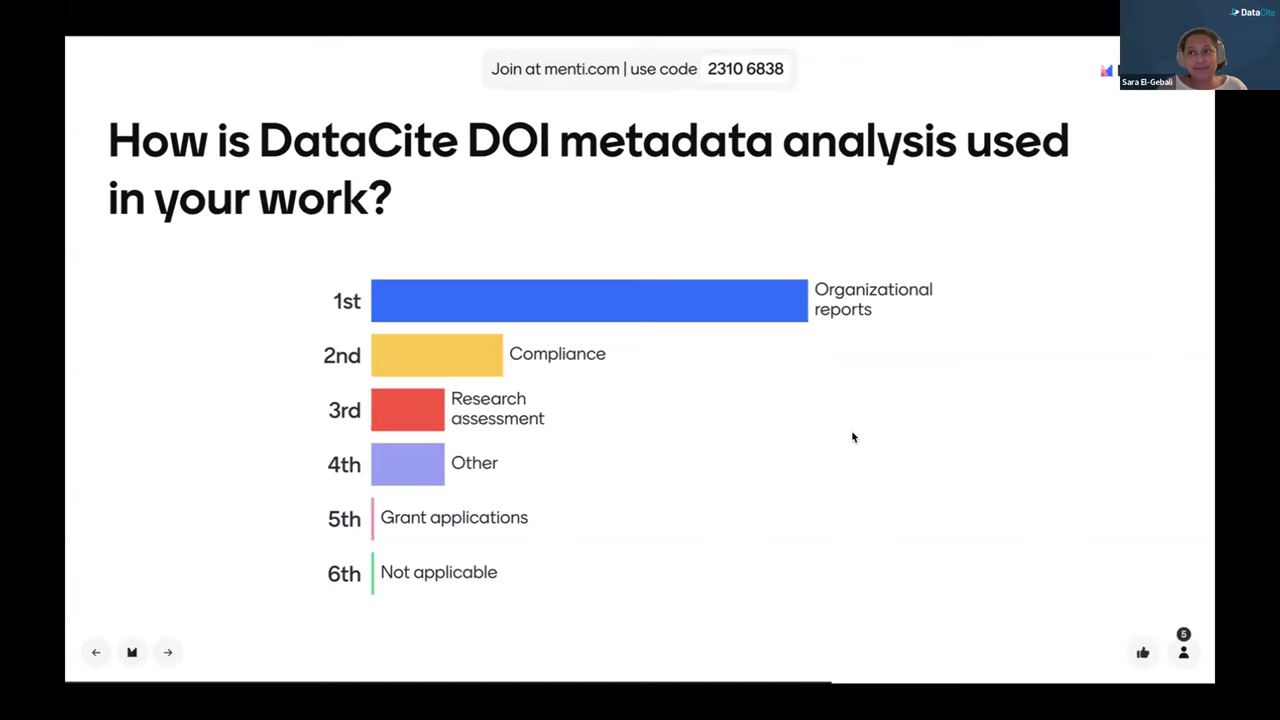 DataCite
Sara El-Gebali
Join at menti.com | use code 2310 6838
How is DataCite DOI metadata analysis used
in your work?
1st
Organizational
reports
2nd
Compliance
3rd
Research
assessment
4th
Other
5th
Grant applications
6th
Not applicable
5